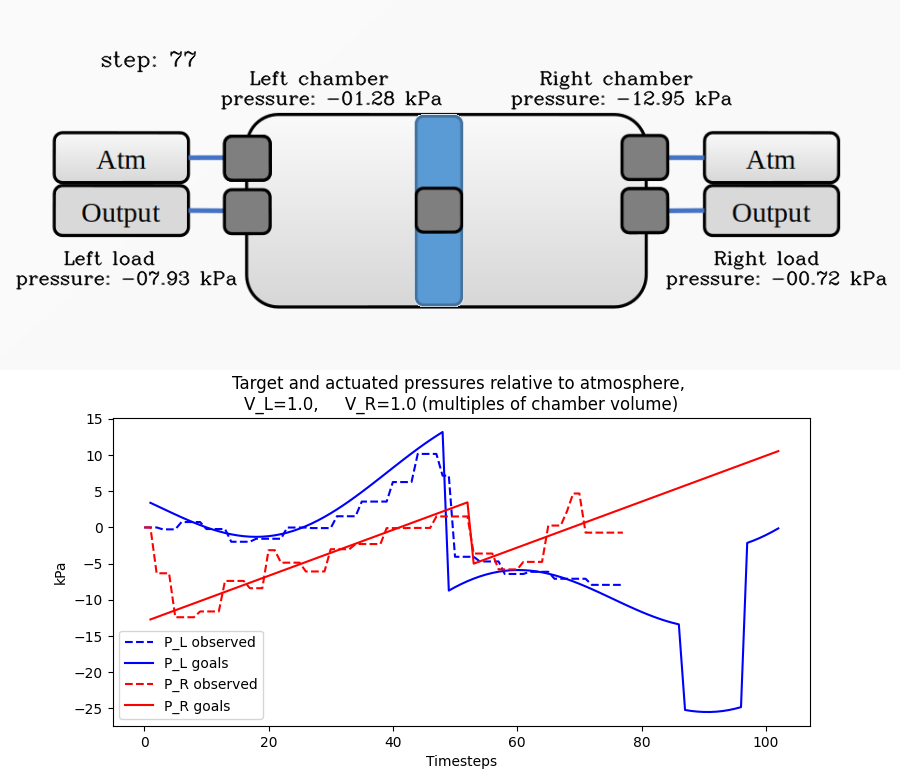 step: 77
Left chamber
pressure: −01.28 kPa
Right chamber
pressure: −12.95 kPa
Atm
Output
Atm
Output
Left load
pressure: −07.93 kPa
Right load
pressure: −00.72 kPa
Target and actuated pressures relative to atmosphere,
V_L=1.0, V_R=1.0 (multiples of chamber volume)
15
10
5
0
−5
−10
−15
−20
−25
kPa
P_L observed
P_L goals
P_R observed
P_R goals
0 20 40 60 80 100
Timesteps